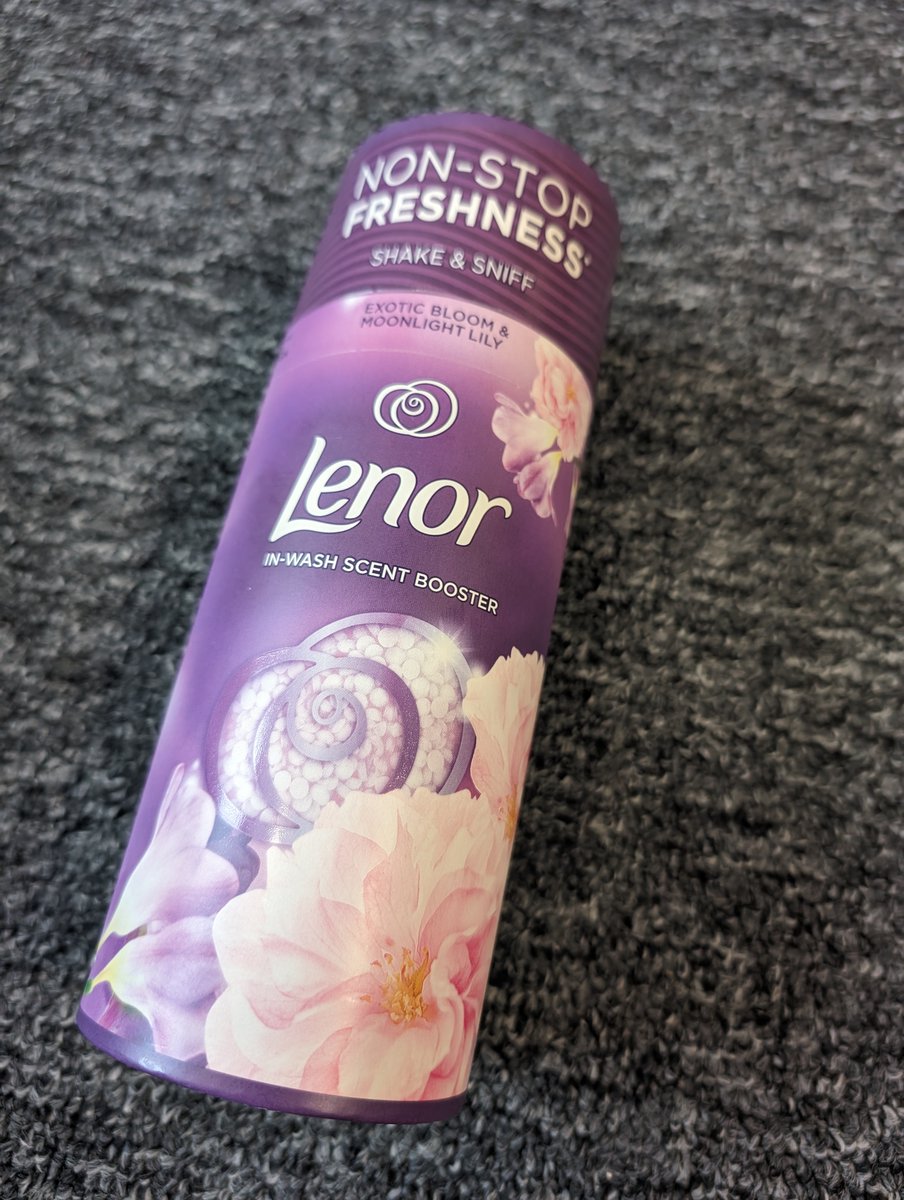 NON-STOP
FRESHNESS*
SHAKE & SNIFF
EXOTIC BLOOM &
MOONLIGHT LILY
Lenor
IN-WASH SCENT BOOSTER